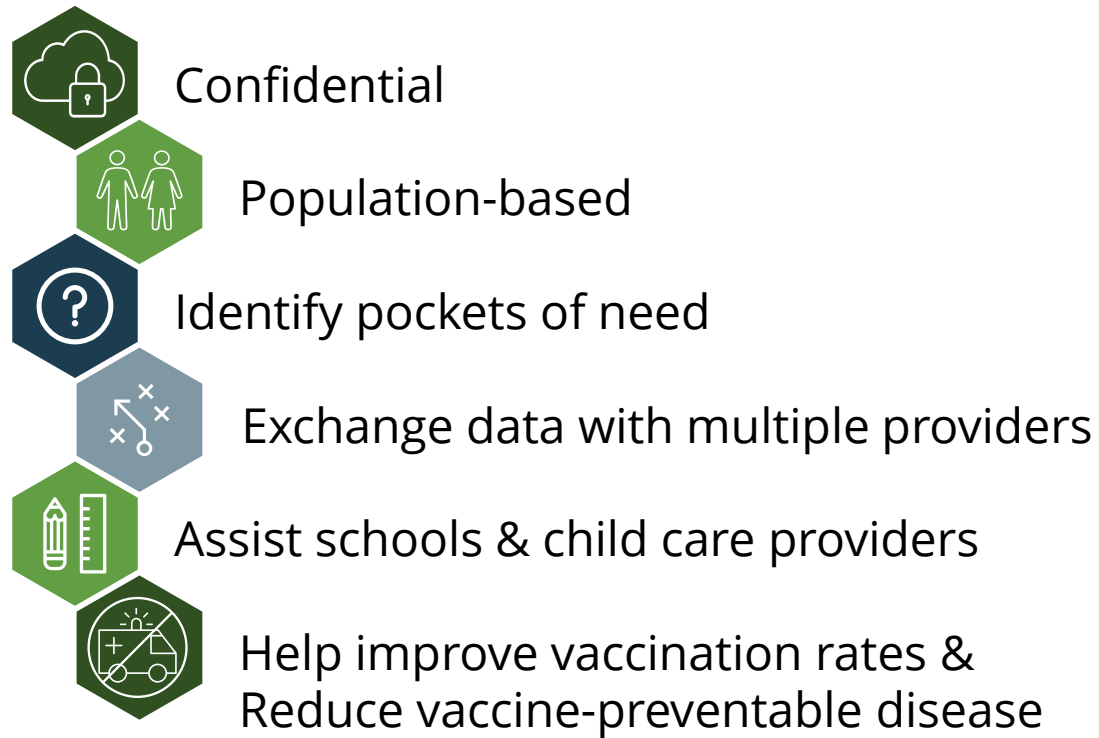 Confidential
Population-based
Identify pockets of need
Exchange data with multiple providers
Assist schools & child care providers
Help improve vaccination rates &
Reduce vaccine-preventable disease